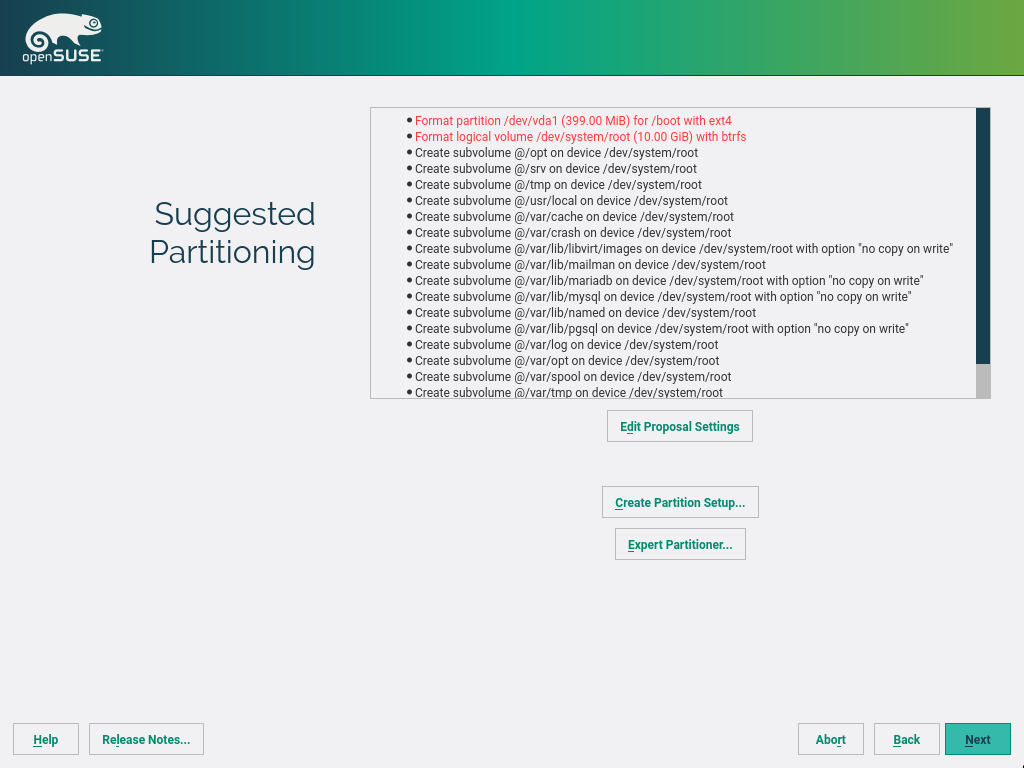 openSUSE
Suggested
Partitioning
• Format partition /dev/vda1 (399.00 MiB) for /boot with ext4
• Format logical volume /dev/system/root (10.00 GiB) with btrfs
• Create subvolume @/opt on device /dev/system/root
• Create subvolume @/srv on device /dev/system/root
• Create subvolume @/tmp on device /dev/system/root
• Create subvolume @/usr/local on device /dev/system/root
• Create subvolume @/var/cache on device /dev/system/root
• Create subvolume @/var/crash on device /dev/system/root
• Create subvolume @/var/lib/libvirt/images on device /dev/system/root with option "no copy on write"
• Create subvolume @/var/lib/mailman on device /dev/system/root
• Create subvolume @/var/lib/mariadb on device /dev/system/root with option "no copy on write"
• Create subvolume @/var/lib/mysql on device /dev/system/root with option "no copy on write"
• Create subvolume @/var/lib/named on device /dev/system/root
• Create subvolume @/var/lib/pgsql on device /dev/system/root with option "no copy on write"
• Create subvolume @/var/log on device /dev/system/root
• Create subvolume @/var/opt on device /dev/system/root
• Create subvolume @/var/spool on device /dev/system/root
• Create subvolume @/var/tmp on device /dev/system/root
Edit Proposal Settings
Create Partition Setup...
Expert Partitioner...
Help
Release Notes...
Abort
Back
Next